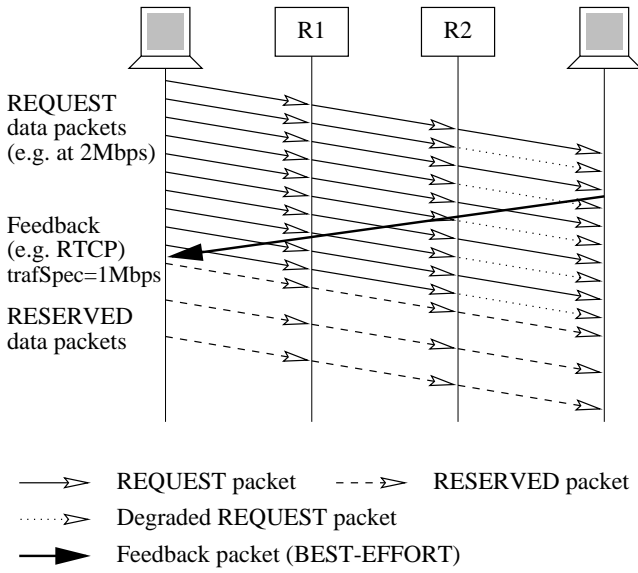 R1
R2
REQUEST
data packets
(e.g. at 2Mbps)
Feedback
(e.g. RTCP)
trafSpec=1Mbps
RESERVED
data packets
REQUEST packet
RESERVED packet
Degraded REQUEST packet
Feedback packet (BEST-EFFORT)